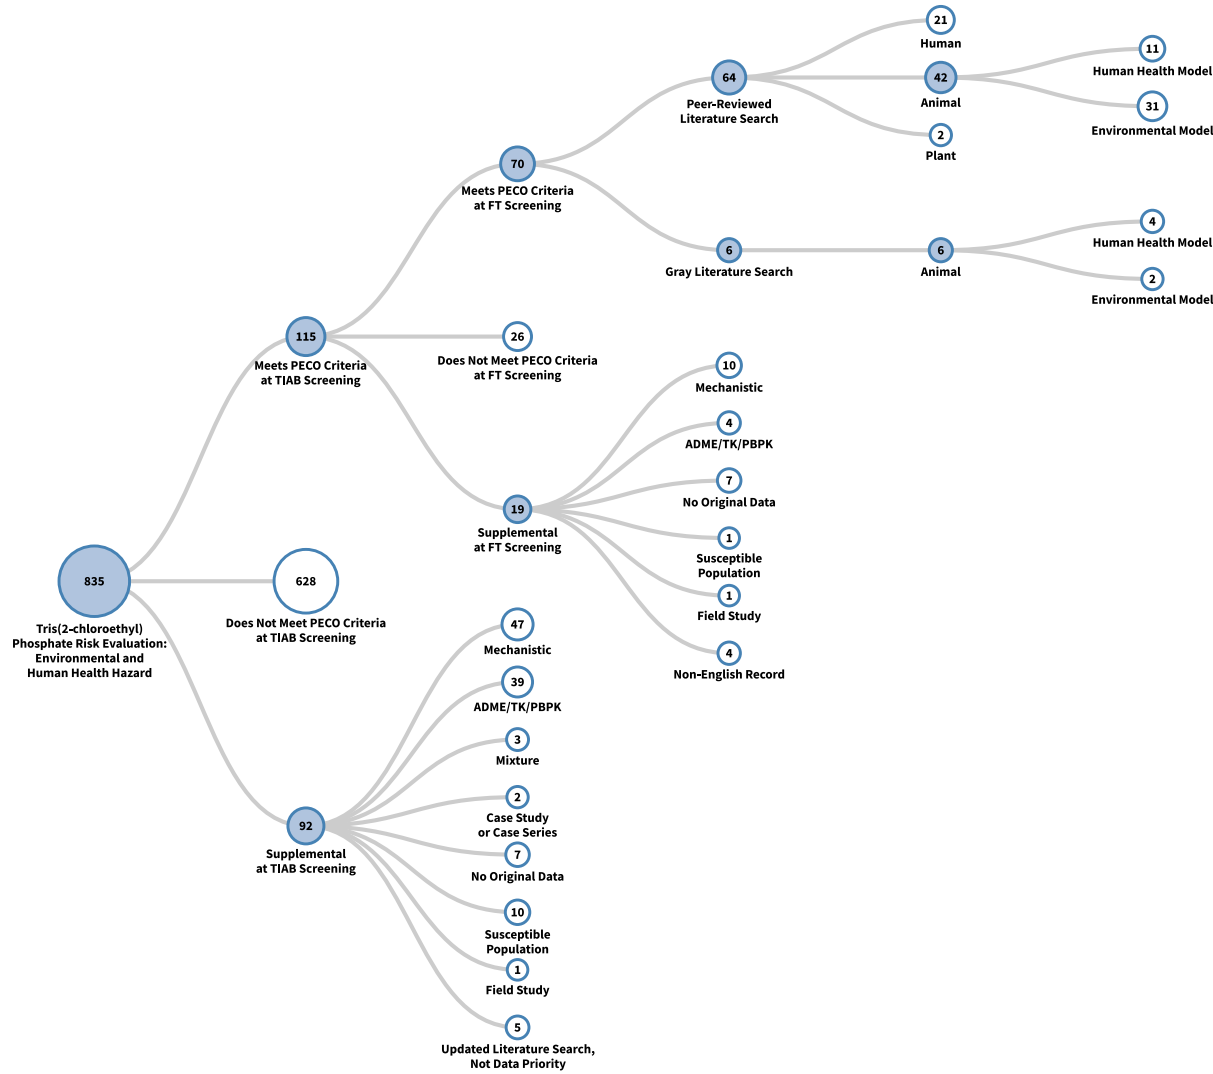 835
Tris(2-chloroethyl)
Phosphate Risk Evaluation:
Environmental and
Human Health Hazard
115
Meets PECO Criteria
at TIAB Screening
628
Does Not Meet PECO Criteria
at TIAB Screening
92
Supplemental
at TIAB Screening
70
Meets PECO Criteria
at FT Screening
26
Does Not Meet PECO Criteria
at FT Screening
19
Supplemental
at FT Screening
64
Peer-Reviewed
Literature Search
6
Gray Literature Search
21
Human
42
Animal
2
Plant
11
Human Health Model
31
Environmental Model
6
Animal
4
Human Health Model
2
Environmental Model
10
Mechanistic
4
ADME/TK/PBPK
7
No Original Data
1
Susceptible
Population
1
Field Study
4
Non-English Record
47
Mechanistic
39
ADME/TK/PBPK
3
Mixture
2
Case Study
or Case Series
7
No Original Data
10
Susceptible
Population
1
Field Study
5
Updated Literature Search,
Not Data Priority